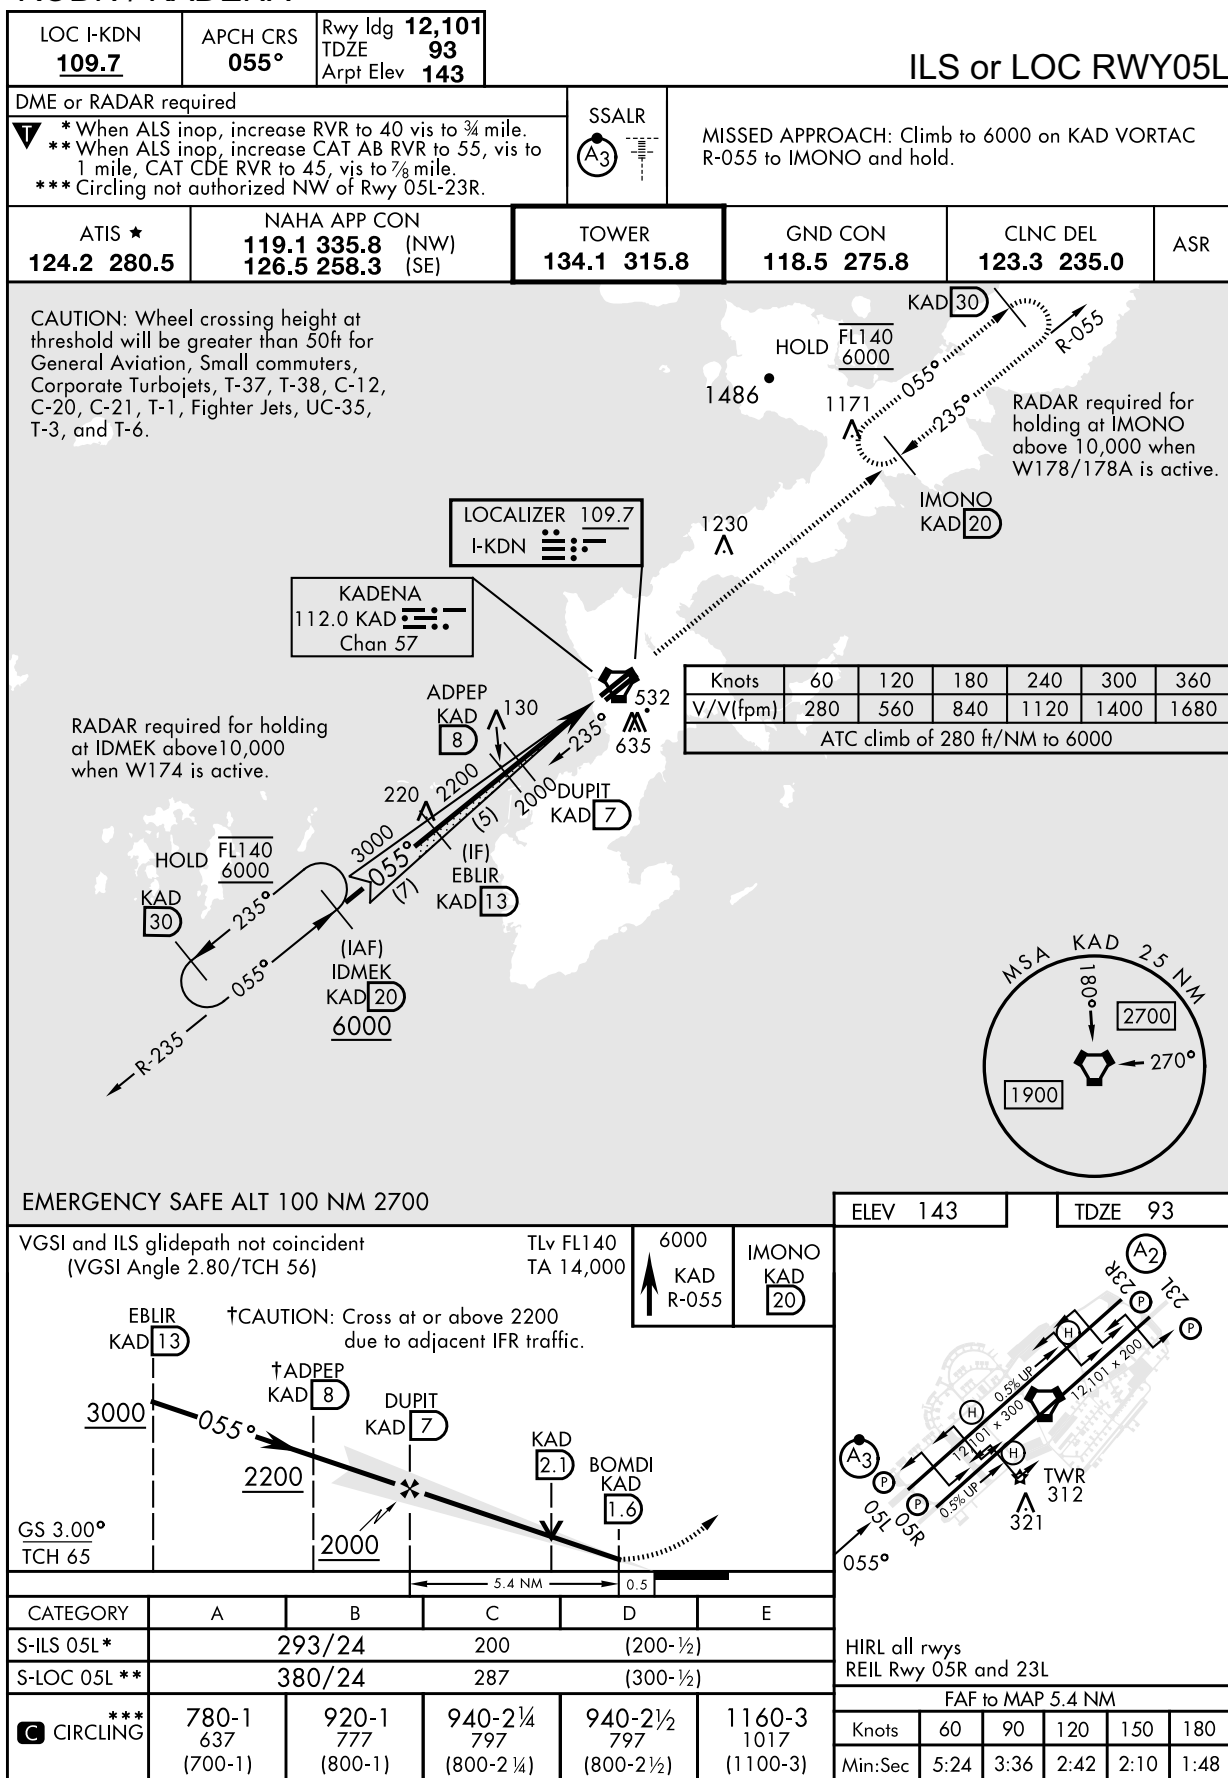 LOC I-KDN
109.7
APCH CRS
055°
Rwy ldg 12,101
TDZE 93
Arpt Elev 143
ILS or LOC RWY05L
DME or RADAR required
T
* When ALS inop, increase RVR to 40 vis to ¾ mile.
** When ALS inop, increase CAT AB RVR to 55, vis to
1 mile, CAT CDE RVR to 45, vis to ⅞ mile.
*** Circling not authorized NW of Rwy 05L-23R.
SSALR
A3
MISSED APPROACH: Climb to 6000 on KAD VORTAC
R-055 to IMONO and hold.
ATIS ★
124.2 280.5
NAHA APP CON
119.1 335.8 (NW)
126.5 258.3 (SE)
TOWER
134.1 315.8
GND CON
118.5 275.8
CLNC DEL
123.3 235.0
ASR
CAUTION: Wheel crossing height at
threshold will be greater than 50ft for
General Aviation, Small commuters,
Corporate Turbojets, T-37, T-38, C-12,
C-20, C-21, T-1, Fighter Jets, UC-35,
T-3, and T-6.
KAD 30
HOLD FL140
6000
R-055
055°
235°
1486
1171
RADAR required for
holding at IMONO
above 10,000 when
W178/178A is active.
IMONO
KAD 20
LOCALIZER 109.7
I-KDN
1230
KADENA
112.0 KAD
Chan 57
Knots 60 120 180 240 300 360
V/V(fpm) 280 560 840 1120 1400 1680
ATC climb of 280 ft/NM to 6000
532
635
ADPEP
KAD
8
130
235°
RADAR required for holding
at IDMEK above10,000
when W174 is active.
220
2200
2000
DUPIT
KAD 7
3000
055°
(5)
(7)
(IF)
EBLIR
KAD 13
HOLD FL140
6000
KAD
30
235°
055°
(IAF)
IDMEK
KAD 20
6000
R-235
MSA KAD 25 NM
180°
2700
270°
1900
EMERGENCY SAFE ALT 100 NM 2700
ELEV 143
TDZE 93
VGSI and ILS glidepath not coincident
(VGSI Angle 2.80/TCH 56)
TLv FL140
TA 14,000
6000
KAD
R-055
IMONO
KAD
20
EBLIR
KAD 13
†CAUTION: Cross at or above 2200
due to adjacent IFR traffic.
†ADPEP
KAD 8
DUPIT
KAD 7
3000
055°
2200
KAD
2.1
BOMDI
KAD
1.6
2000
GS 3.00°
TCH 65
5.4 NM
0.5
A2
23R
23L
P
P
H
0.5% UP
12,101 x 200
H
12,101 x 300
H
A3
P
P
05L
05R
0.5% UP
TWR
312
321
055°
HIRL all rwys
REIL Rwy 05R and 23L
CATEGORY A B C D E
S-ILS 05L* 293/24 200 (200-½)
S-LOC 05L ** 380/24 287 (300-½)
C CIRCLING ***
780-1
637
(700-1)
920-1
777
(800-1)
940-2¼
797
(800-2¼)
940-2½
797
(800-2½)
1160-3
1017
(1100-3)
FAF to MAP 5.4 NM
Knots 60 90 120 150 180
Min:Sec 5:24 3:36 2:42 2:10 1:48